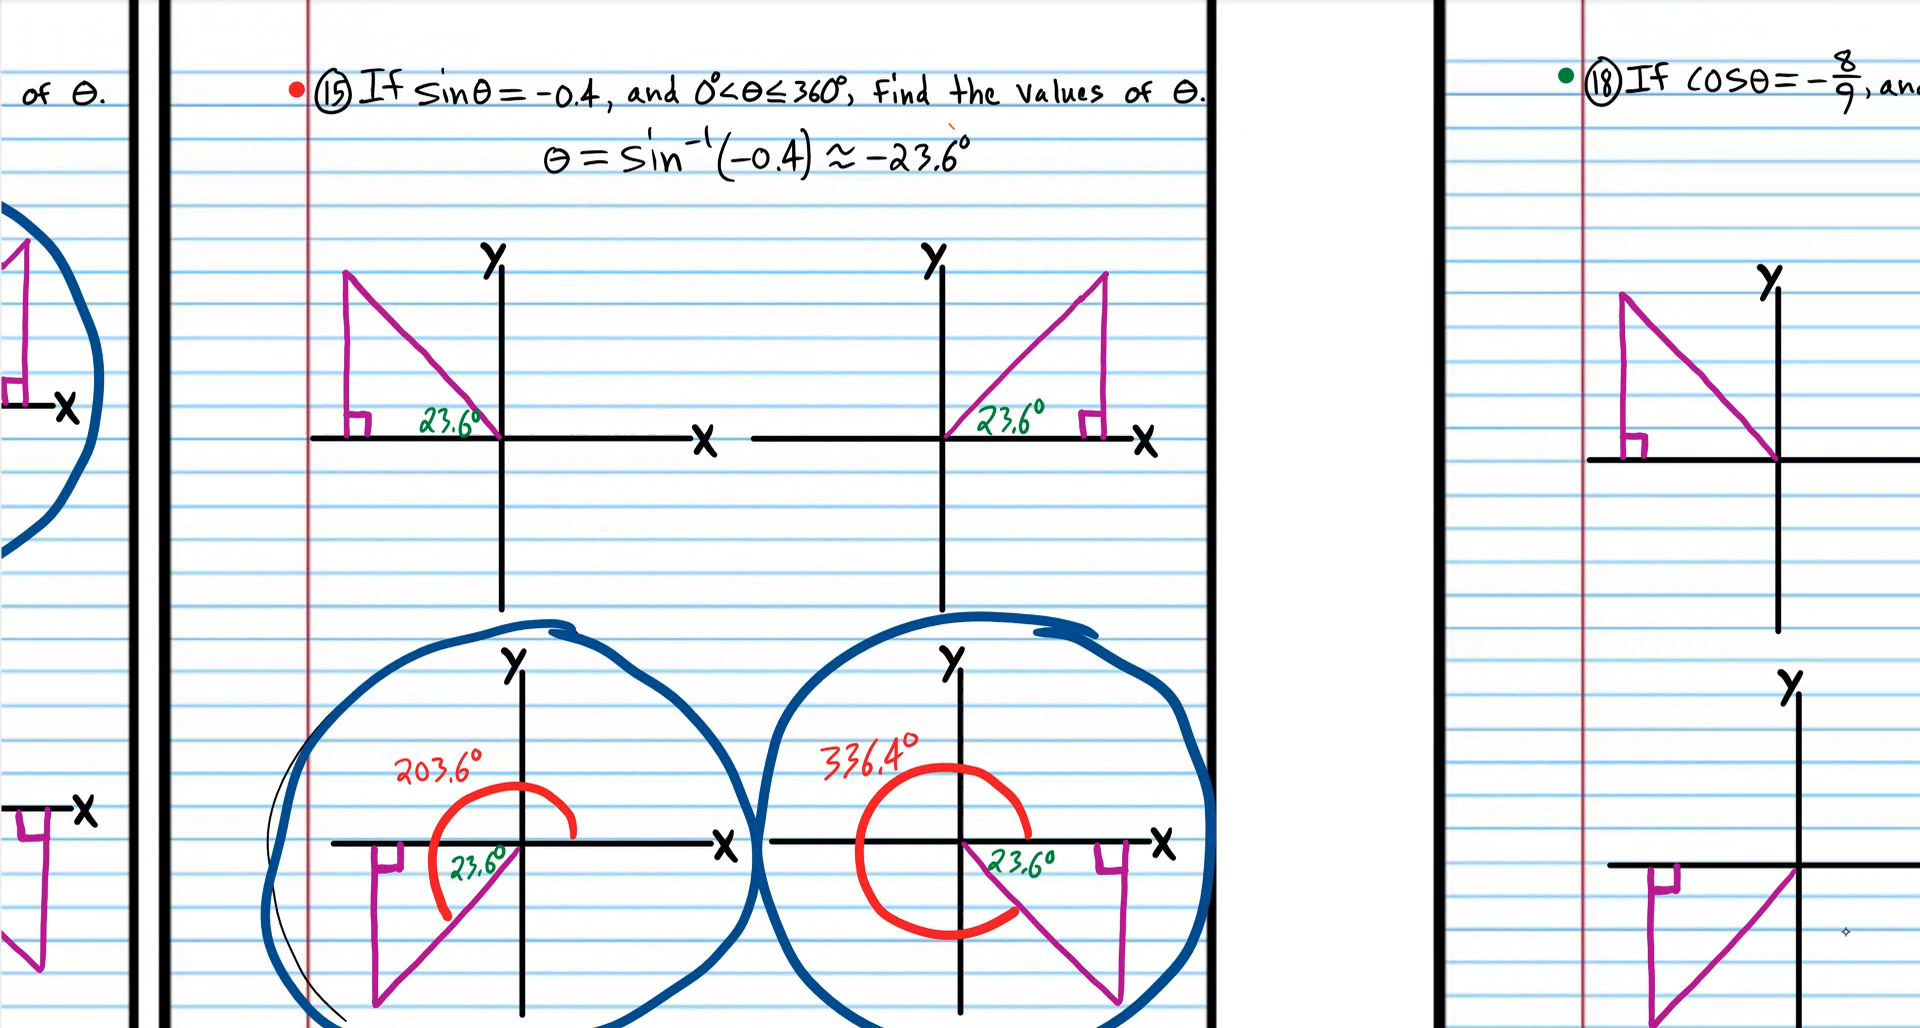 of θ.
⑮ If sinθ = -0.4, and 0°<θ≤360°, find the values of θ.
θ = sin⁻¹(-0.4) ≈ -23.6°
y
23.6°
x
y
23.6°
x
x
y
203.6°
23.6°
x
y
336.4°
23.6°
x
x
⑱ If cosθ = -8/9, an
y
y